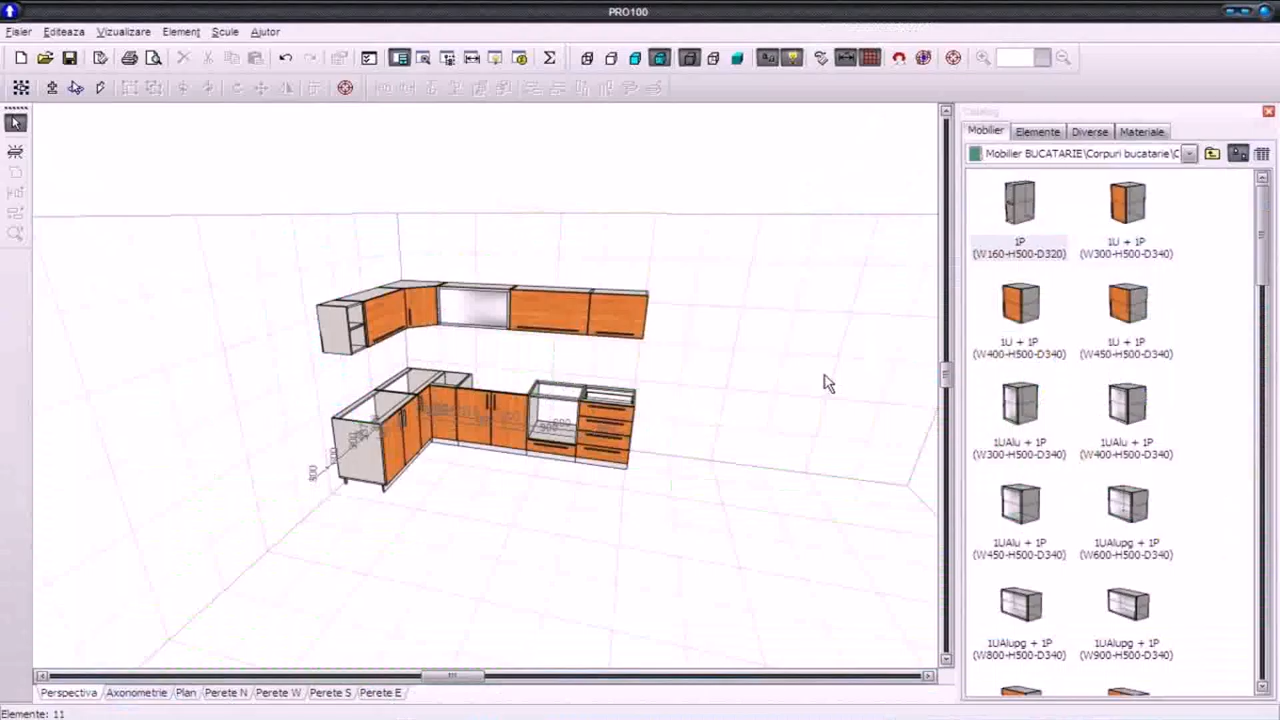 PRO100
Fisier Editeaza Vizualizare Element Scule Ajutor
Catalog
Mobilier Elemente Diverse Materiale
Mobilier BUCATARIE\Corpuri bucatarie\C
1P
(W160-H500-D320)
1U + 1P
(W300-H500-D340)
1U + 1P
(W400-H500-D340)
1U + 1P
(W450-H500-D340)
1UAlu + 1P
(W300-H500-D340)
1UAlu + 1P
(W400-H500-D340)
1UAlu + 1P
(W450-H500-D340)
1UAlupg + 1P
(W600-H500-D340)
1UAlupg + 1P
(W800-H500-D340)
1UAlupg + 1P
(W900-H500-D340)
Perspectiva Axonometrie Plan Perete N Perete W Perete S Perete E
Elemente: 11